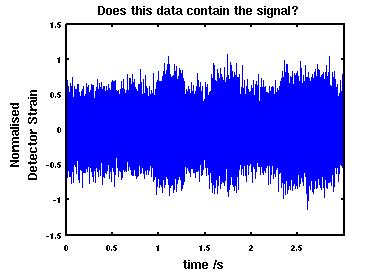 Does this data contain the signal?
1.5
1
0.5
0
-0.5
-1
-1.5
Normalised
Detector Strain
0 0.5 1 1.5 2 2.5
time /s